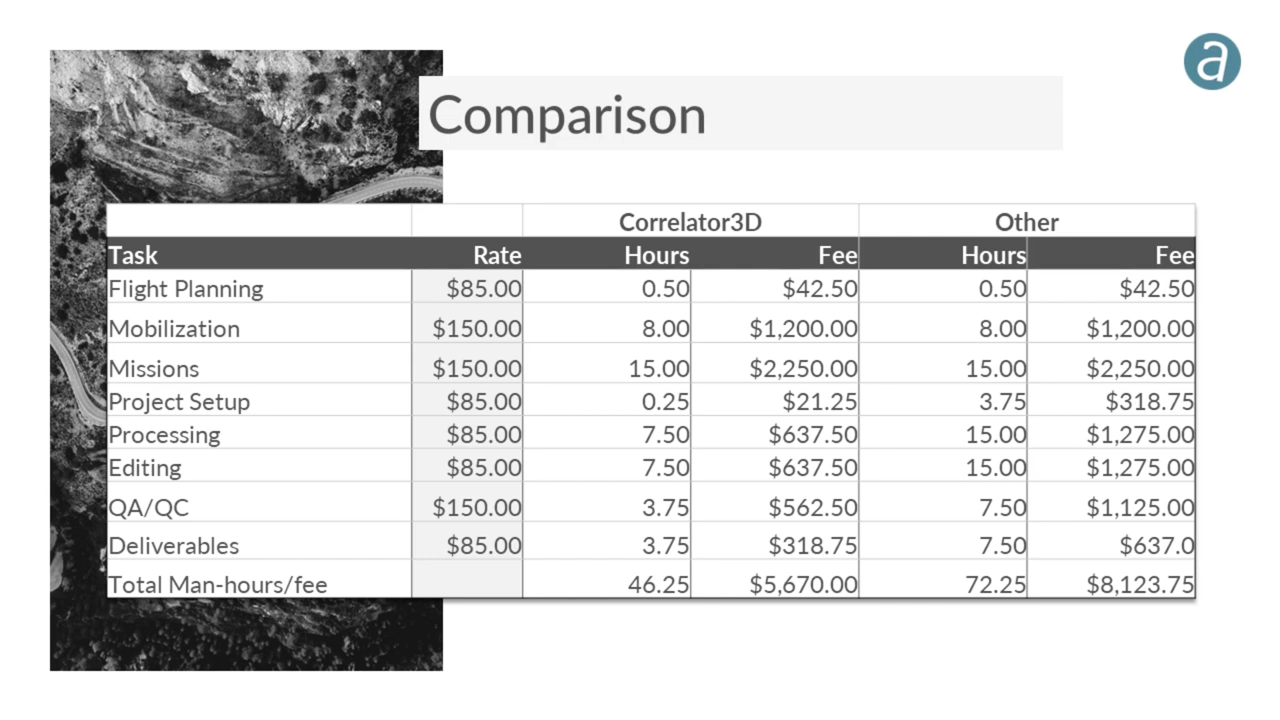 a
Comparison
Correlator3D Other
Task Rate Hours Fee Hours Fee
Flight Planning $85.00 0.50 $42.50 0.50 $42.50
Mobilization $150.00 8.00 $1,200.00 8.00 $1,200.00
Missions $150.00 15.00 $2,250.00 15.00 $2,250.00
Project Setup $85.00 0.25 $21.25 3.75 $318.75
Processing $85.00 7.50 $637.50 15.00 $1,275.00
Editing $85.00 7.50 $637.50 15.00 $1,275.00
QA/QC $150.00 3.75 $562.50 7.50 $1,125.00
Deliverables $85.00 3.75 $318.75 7.50 $637.0
Total Man-hours/fee 46.25 $5,670.00 72.25 $8,123.75